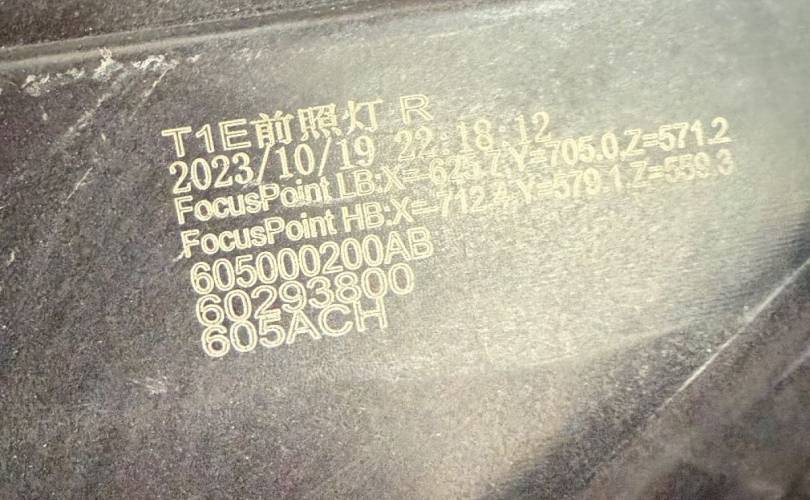 T1E前照灯 R
2023/10/19 22:18:12
FocusPoint LB:X=-625.7,Y=705.0,Z=571.2
FocusPoint HB:X=-712.4,Y=579.1,Z=559.3
605000200AB
60293800
605ACH